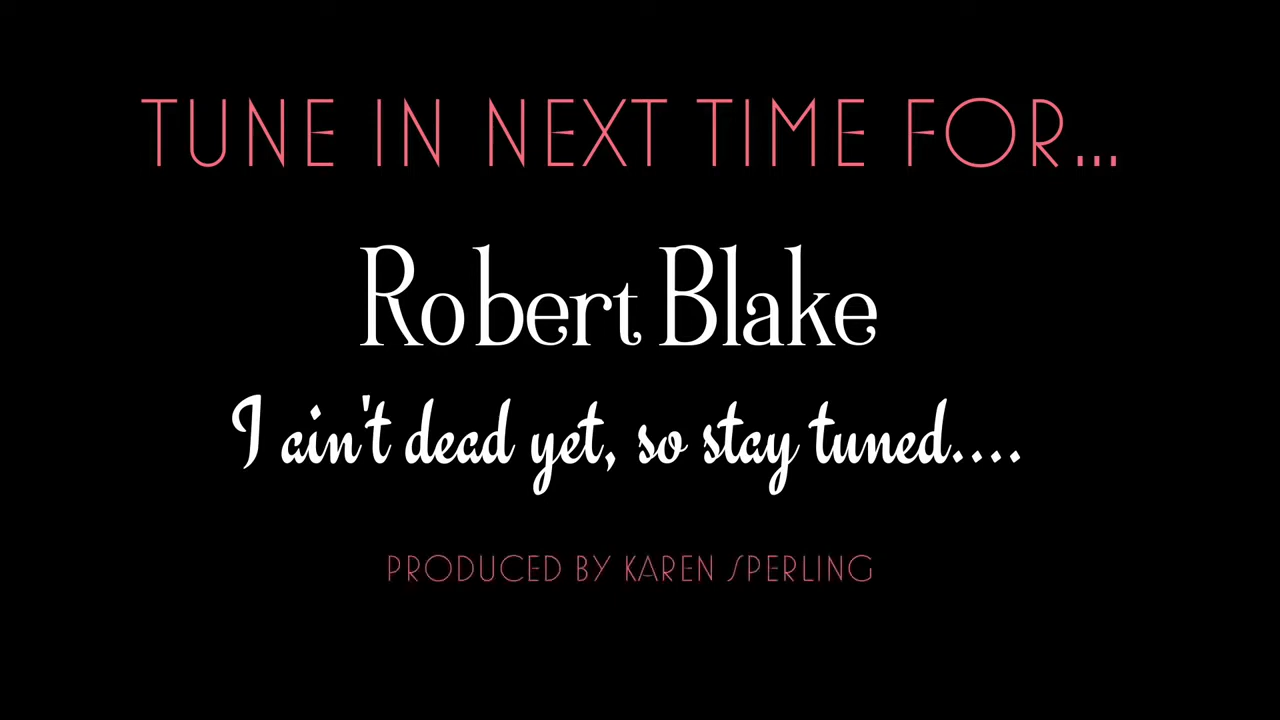 TUNE IN NEXT TIME FOR...
Robert Blake
I ain't dead yet, so stay tuned....
PRODUCED BY KAREN SPERLING